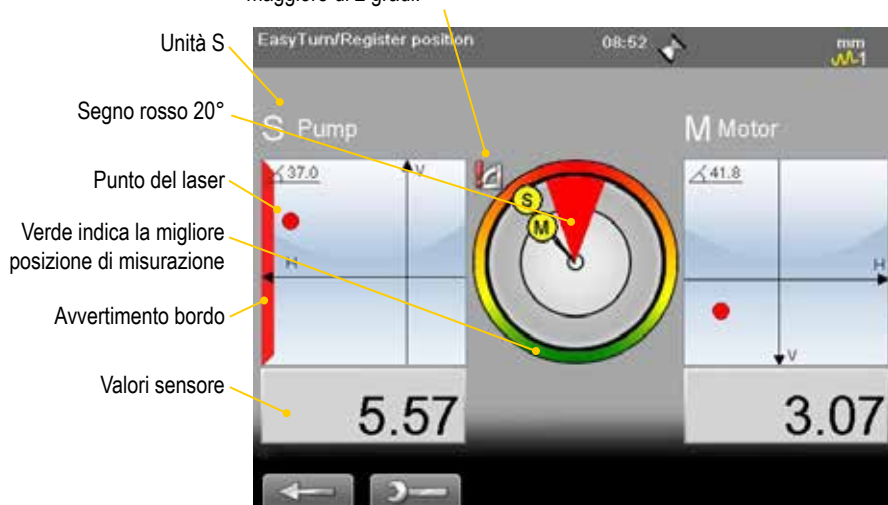 maggiore di 2 gradi.
EasyTurn/Register position 08:52 mm
1
Unità S
Segno rosso 20°
S Pump
M Motor
Punto del laser
37.0
V
S
M
41.8
Verde indica la migliore
posizione di misurazione
H
H
Avvertimento bordo
V
Valori sensore
5.57
3.07